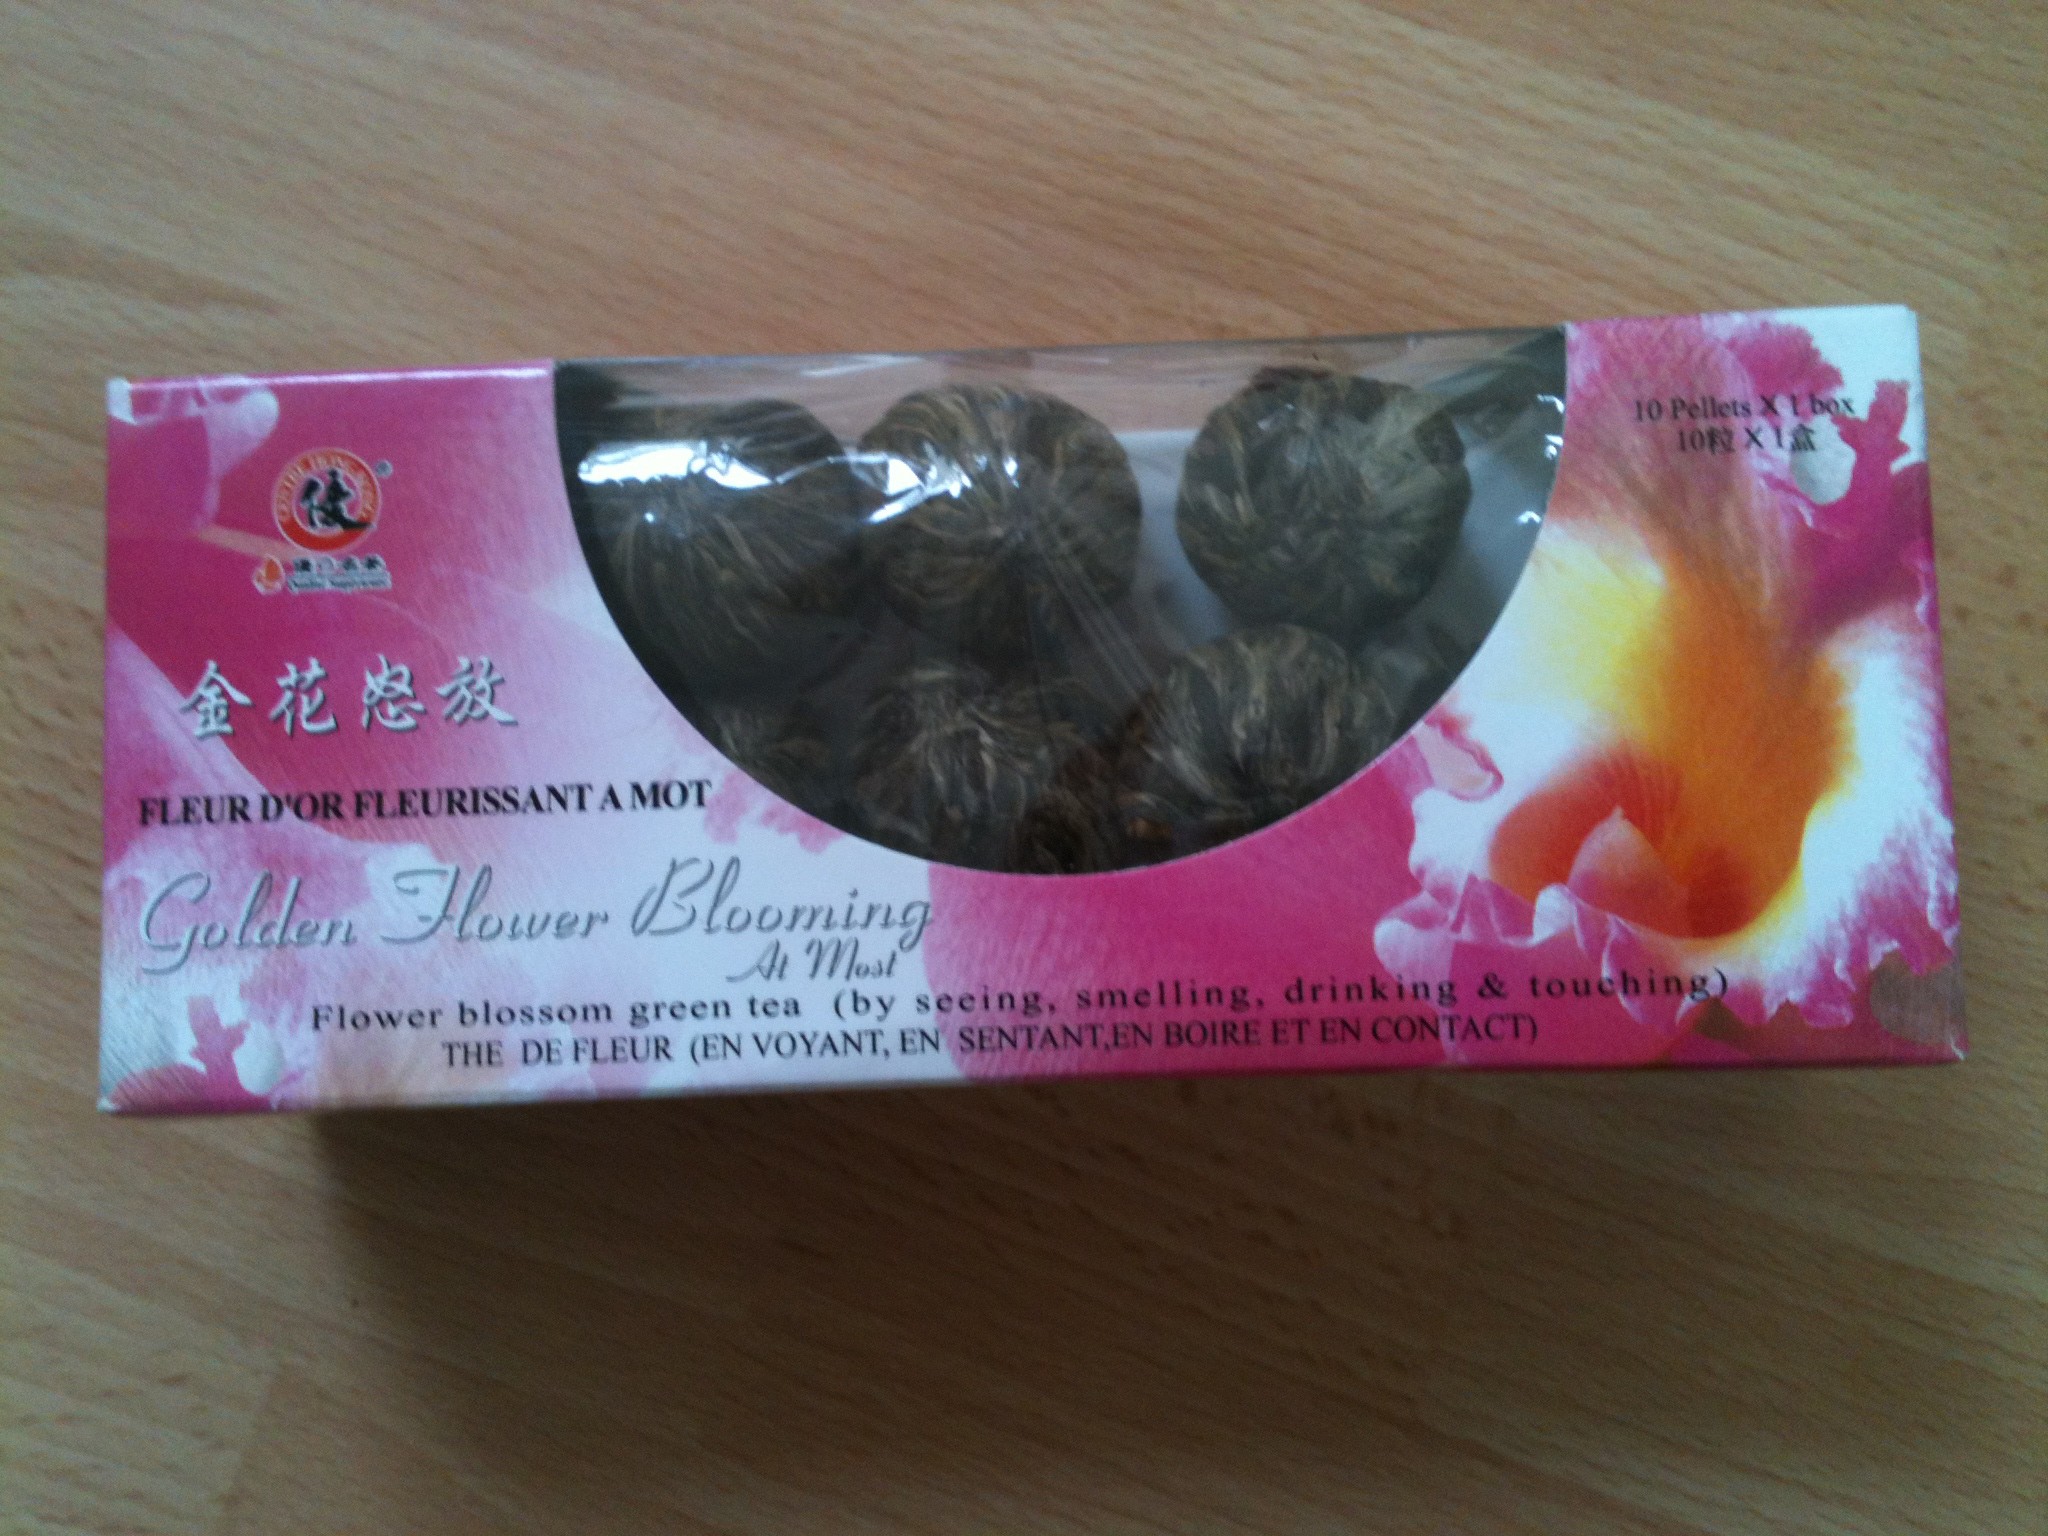 10 Pellets X 1 box
10粒 X 1盒
金花怒放
FLEUR D'OR FLEURISSANT A MOT
Golden Flower Blooming
At Most
Flower blossom green tea (by seeing, smelling, drinking & touching)
THE DE FLEUR (EN VOYANT, EN SENTANT,EN BOIRE ET EN CONTACT)